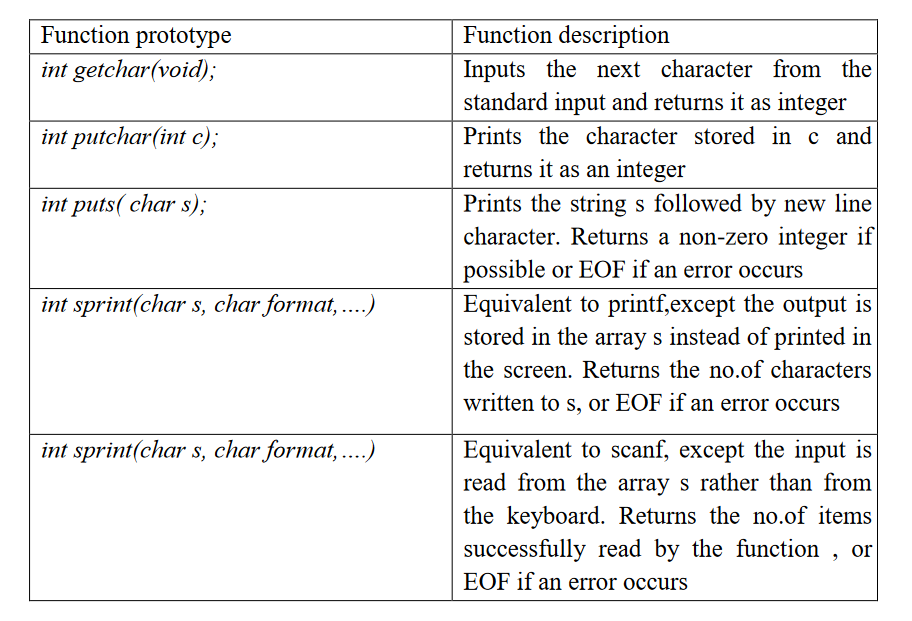 Function prototype
Function description
int getchar(void);
Inputs the next character from the
standard input and returns it as integer
int putchar(int c);
Prints the character stored in c and
returns it as an integer
int puts( char s);
Prints the string s followed by new line
character. Returns a non-zero integer if
possible or EOF if an error occurs
int sprint(char s, char format,....)
Equivalent to printf,except the output is
stored in the array s instead of printed in
the screen. Returns the no.of characters
written to s, or EOF if an error occurs
int sprint(char s, char format,....)
Equivalent to scanf, except the input is
read from the array s rather than from
the keyboard. Returns the no.of items
successfully read by the function , or
EOF if an error occurs